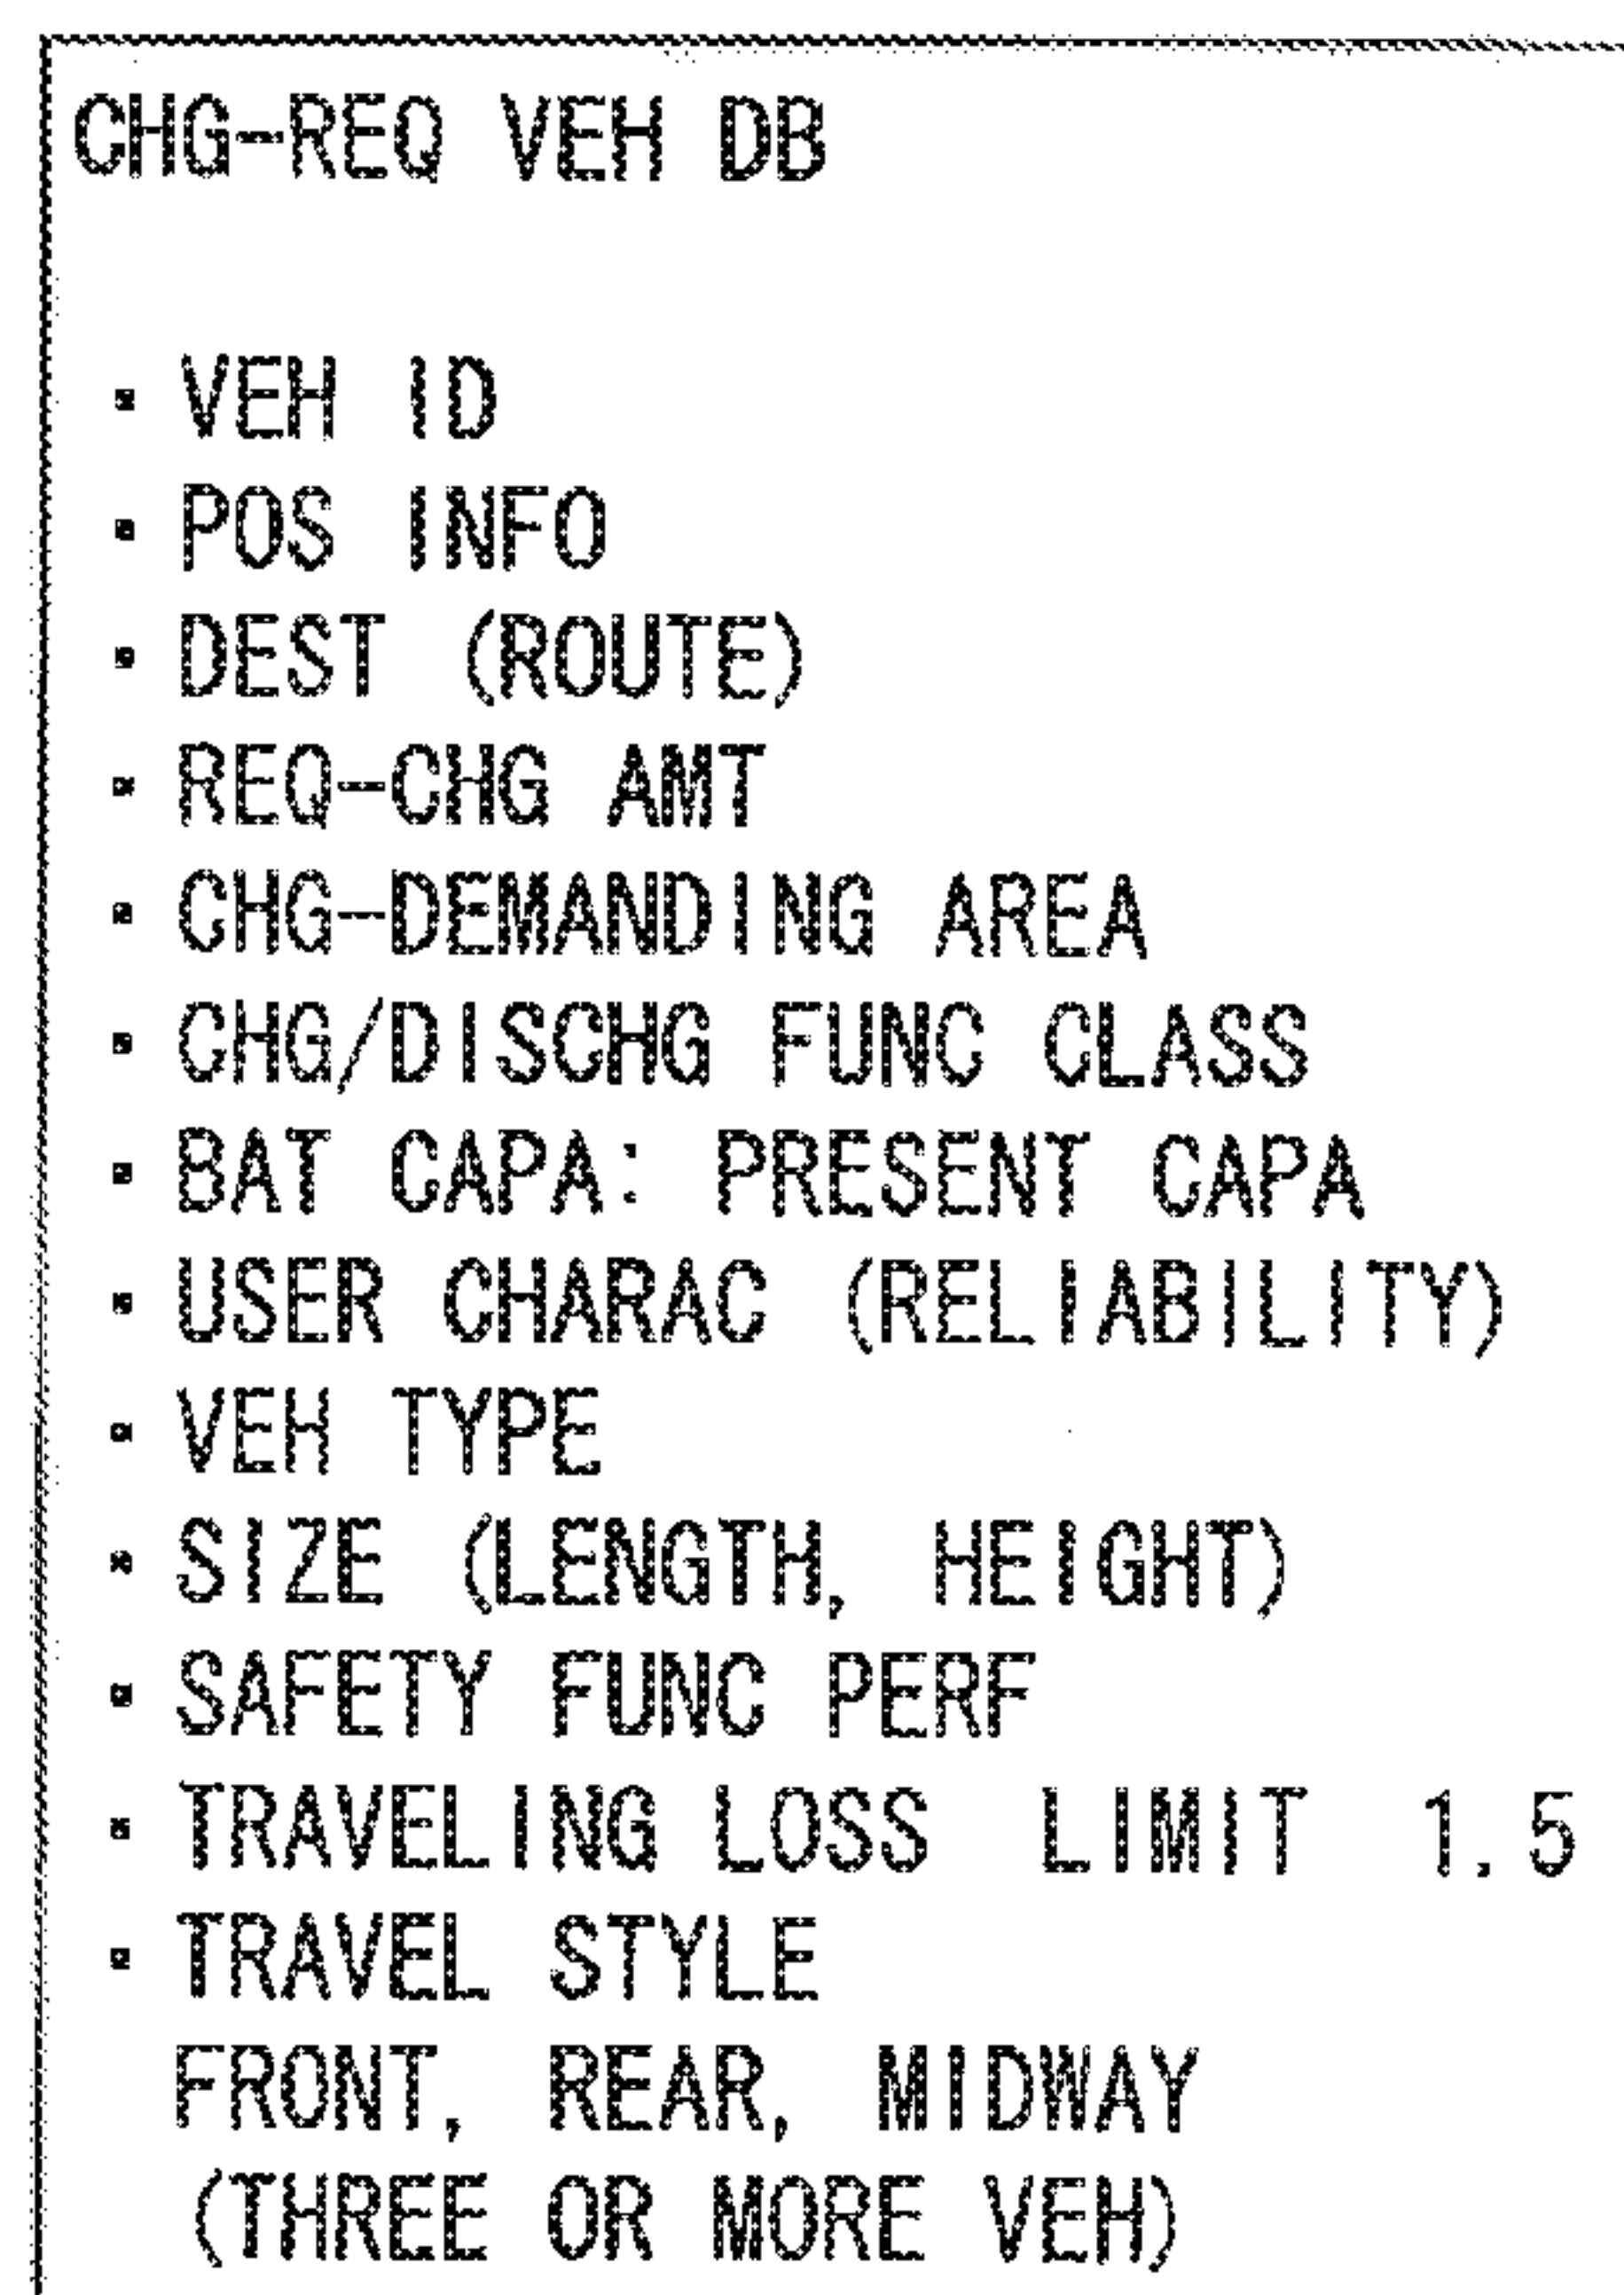 CHG-REQ VEH DB
・VEH ID
・POS INFO
・DEST (ROUTE)
・REQ-CHG AMT
・CHG-DEMANDING AREA
・CHG/DISCHG FUNC CLASS
・BAT CAPA: PRESENT CAPA
・USER CHARAC (RELIABILITY)
・VEH TYPE
・SIZE (LENGTH, HEIGHT)
・SAFETY FUNC PERF
・TRAVELING LOSS LIMIT 1.5
・TRAVEL STYLE
FRONT, REAR, MIDWAY
(THREE OR MORE VEH)